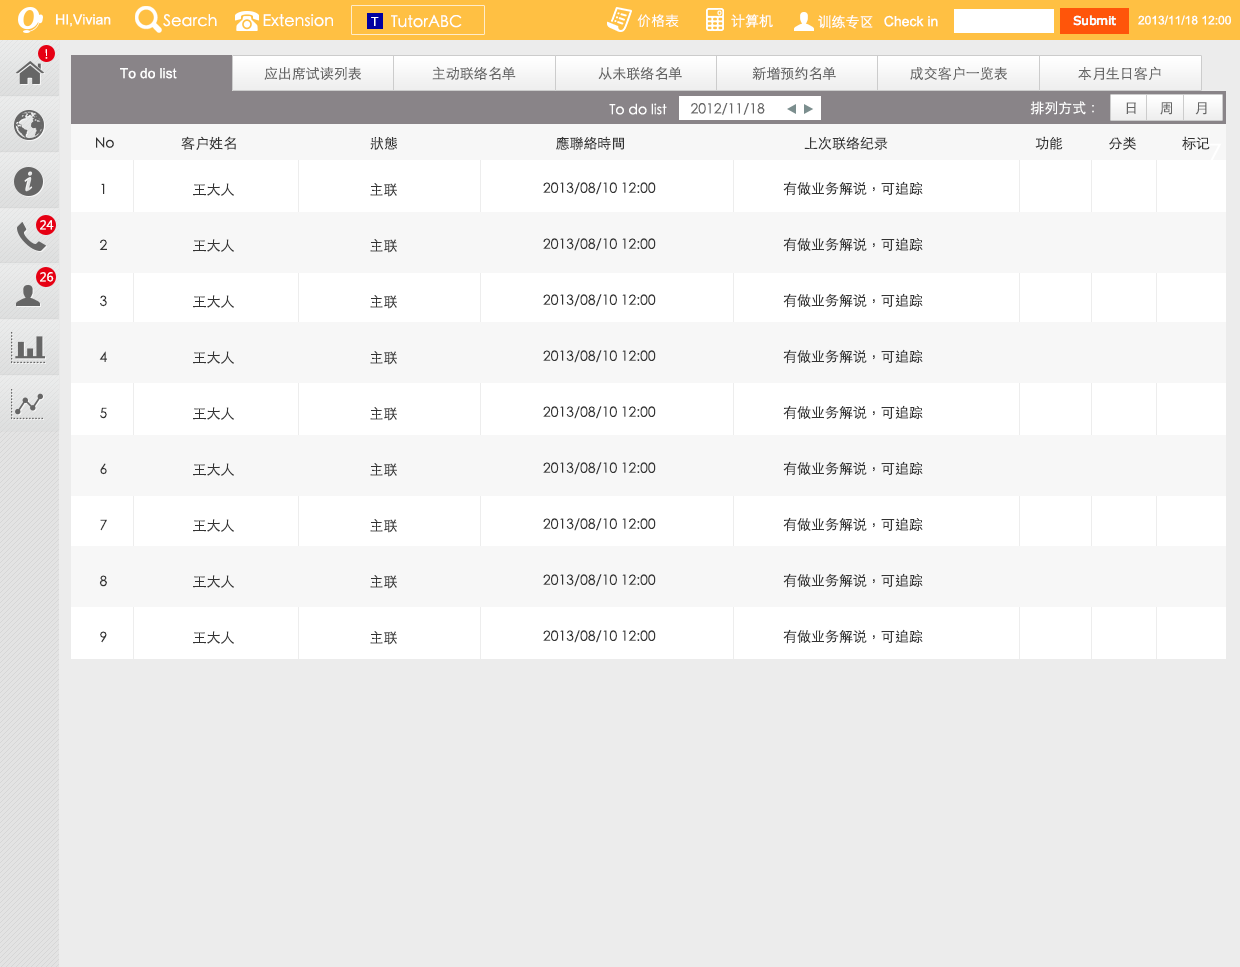 HI,Vivian Search Extension T TutorABC 价格表 计算机 训练专区 Check in Submit 2013/11/18 12:00
!
24
26
To do list 应出席试读列表 主动联络名单 从未联络名单 新增预约名单 成交客户一览表 本月生日客户
To do list 2012/11/18 ◀ ▶ 排列方式： 日 周 月
No 客户姓名 狀態 應聯絡時間 上次联络纪录 功能 分类 标记
1 王大人 主联 2013/08/10 12:00 有做业务解说，可追踪
2 王大人 主联 2013/08/10 12:00 有做业务解说，可追踪
3 王大人 主联 2013/08/10 12:00 有做业务解说，可追踪
4 王大人 主联 2013/08/10 12:00 有做业务解说，可追踪
5 王大人 主联 2013/08/10 12:00 有做业务解说，可追踪
6 王大人 主联 2013/08/10 12:00 有做业务解说，可追踪
7 王大人 主联 2013/08/10 12:00 有做业务解说，可追踪
8 王大人 主联 2013/08/10 12:00 有做业务解说，可追踪
9 王大人 主联 2013/08/10 12:00 有做业务解说，可追踪